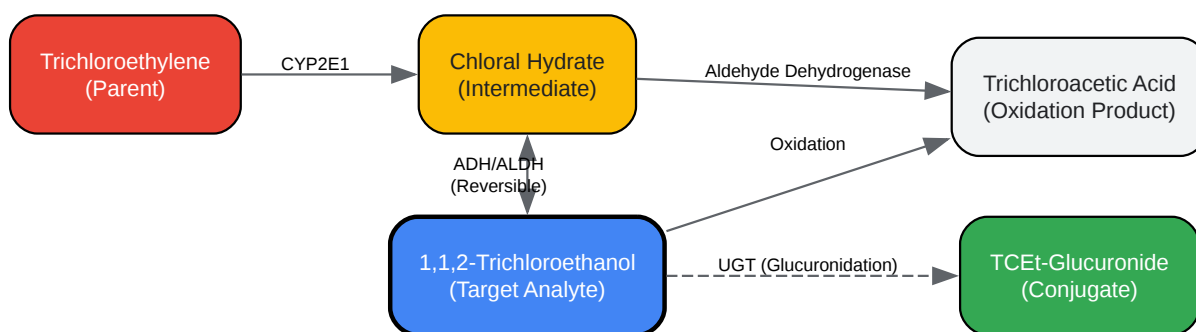 Trichloroethylene
(Parent)
CYP2E1
Chloral Hydrate
(Intermediate)
Aldehyde Dehydrogenase
Trichloroacetic Acid
(Oxidation Product)
ADH/ALDH
(Reversible)
Oxidation
1,1,2-Trichloroethanol
(Target Analyte)
UGT (Glucuronidation)
TCEt-Glucuronide
(Conjugate)